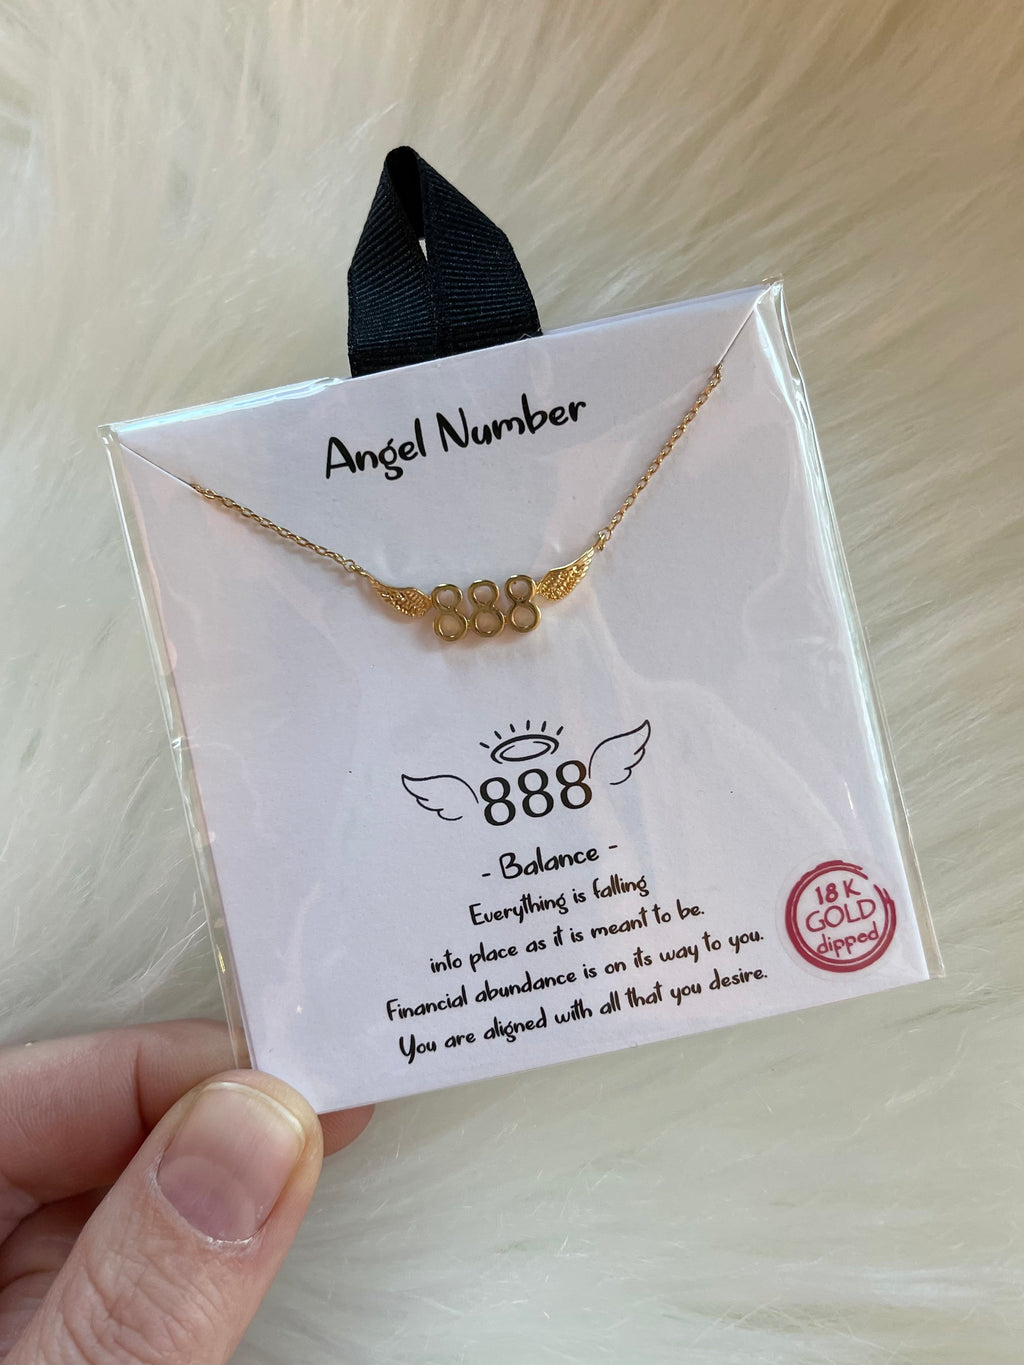 Angel Number
888
888
- Balance -
Everything is falling
into place as it is meant to be.
Financial abundance is on its way to you.
You are aligned with all that you desire.
18 K
GOLD
dipped